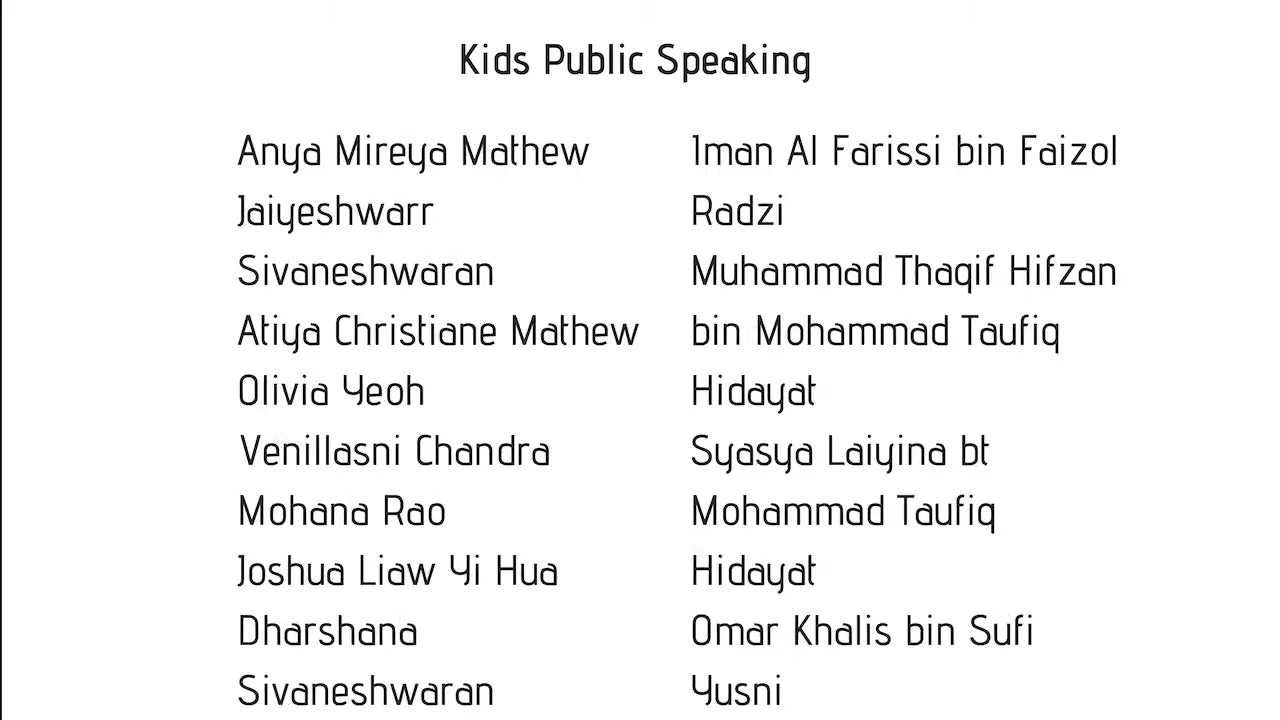 Kids Public Speaking
Anya Mireya Mathew
Jaiyeshwarr
Sivaneshwaran
Atiya Christiane Mathew
Olivia Yeoh
Venillasni Chandra
Mohana Rao
Joshua Liaw Yi Hua
Dharshana
Sivaneshwaran
Iman Al Farissi bin Faizol
Radzi
Muhammad Thaqif Hifzan
bin Mohammad Taufiq
Hidayat
Syasya Laiyina bt
Mohammad Taufiq
Hidayat
Omar Khalis bin Sufi
Yusni